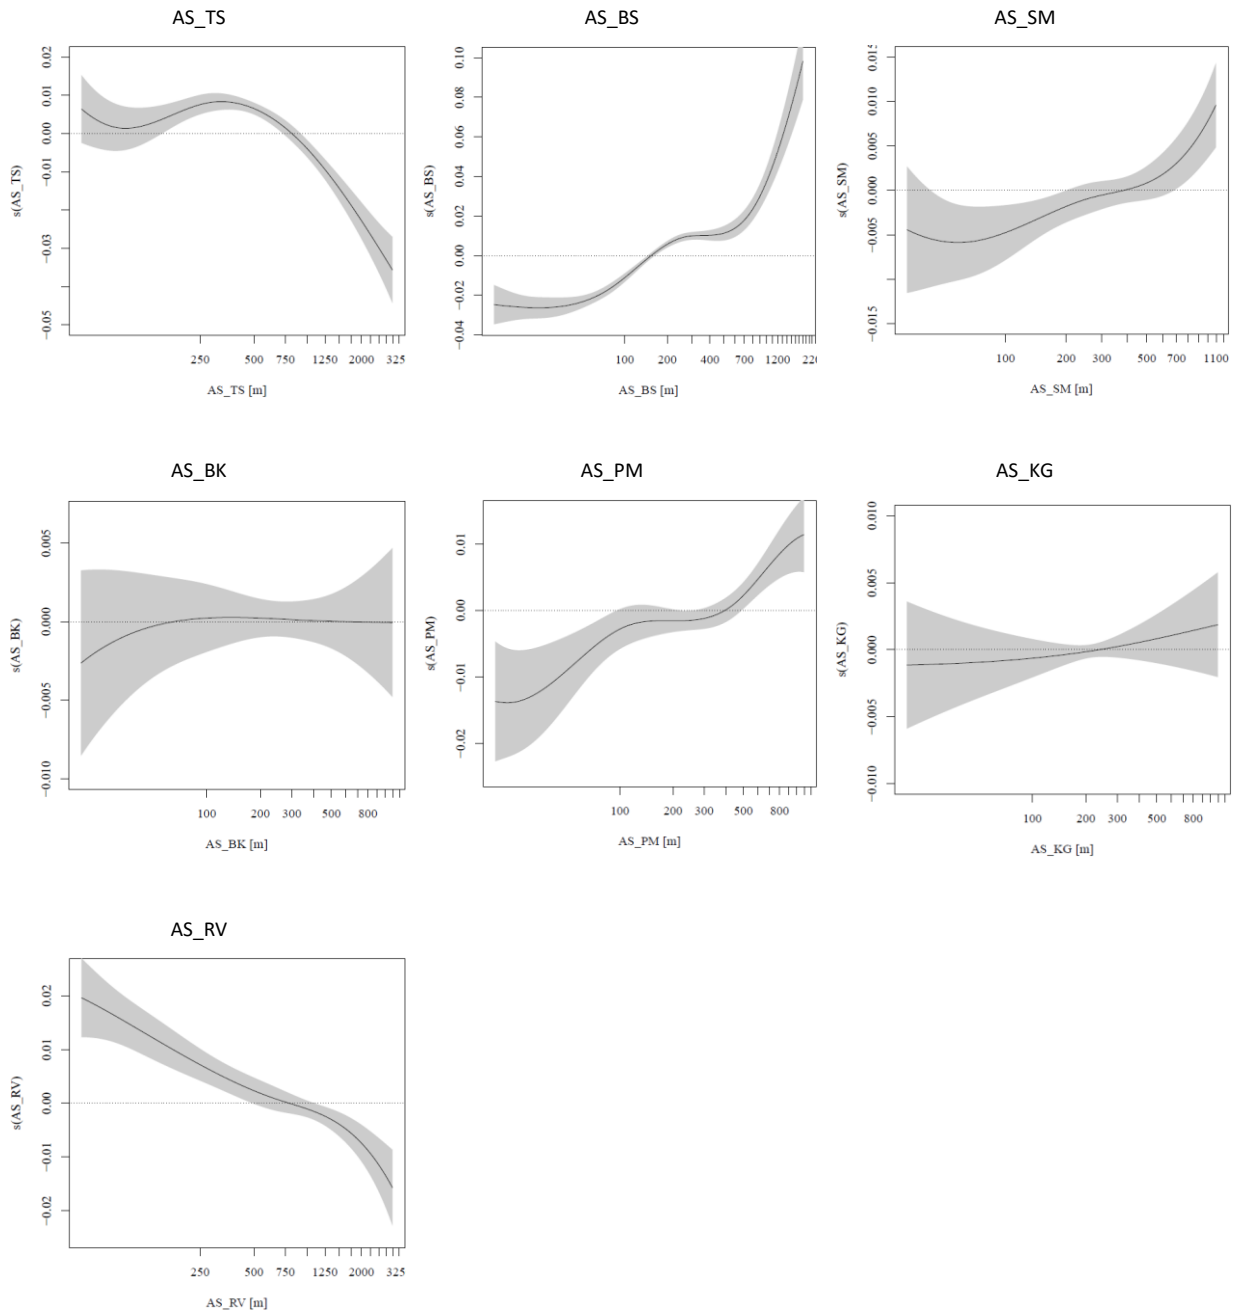 AS_TS
AS_BS
AS_SM
0.02
0.01
0.00
−0.01
−0.03
−0.05
s(AS_TS)
250 500 750 1250 2000 325
AS_TS [m]
0.10
0.08
0.06
0.04
0.02
0.00
−0.02
−0.04
s(AS_BS)
100 200 400 700 1200 220
AS_BS [m]
0.015
0.010
0.005
0.000
−0.005
−0.015
s(AS_SM)
100 200 300 500 700 1100
AS_SM [m]
AS_BK
AS_PM
AS_KG
0.005
0.000
−0.005
−0.010
s(AS_BK)
100 200 300 500 800
AS_BK [m]
0.01
0.00
−0.01
−0.02
s(AS_PM)
100 200 300 500 800
AS_PM [m]
0.010
0.005
0.000
−0.005
−0.010
s(AS_KG)
100 200 300 500 800
AS_KG [m]
AS_RV
0.02
0.01
0.00
−0.01
−0.02
s(AS_RV)
250 500 750 1250 2000 325
AS_RV [m]